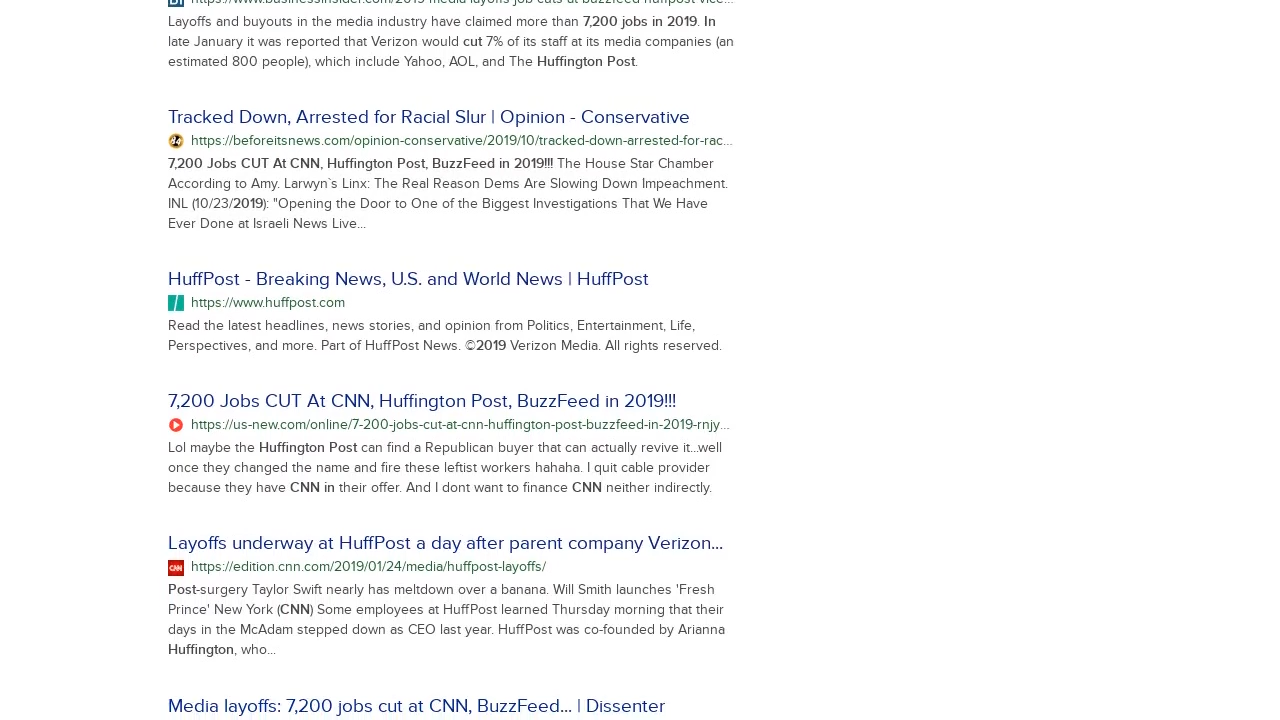 https://www.businessinsider.com/2019-media-layoffs-job-cuts-at-buzzfeed-huffpost-vice...
Layoffs and buyouts in the media industry have claimed more than 7,200 jobs in 2019. In
late January it was reported that Verizon would cut 7% of its staff at its media companies (an
estimated 800 people), which include Yahoo, AOL, and The Huffington Post.
Tracked Down, Arrested for Racial Slur | Opinion - Conservative
https://beforeitsnews.com/opinion-conservative/2019/10/tracked-down-arrested-for-rac...
7,200 Jobs CUT At CNN, Huffington Post, BuzzFeed in 2019!!! The House Star Chamber
According to Amy. Larwyn`s Linx: The Real Reason Dems Are Slowing Down Impeachment.
INL (10/23/2019): "Opening the Door to One of the Biggest Investigations That We Have
Ever Done at Israeli News Live...
HuffPost - Breaking News, U.S. and World News | HuffPost
https://www.huffpost.com
Read the latest headlines, news stories, and opinion from Politics, Entertainment, Life,
Perspectives, and more. Part of HuffPost News. ©2019 Verizon Media. All rights reserved.
7,200 Jobs CUT At CNN, Huffington Post, BuzzFeed in 2019!!!
https://us-new.com/online/7-200-jobs-cut-at-cnn-huffington-post-buzzfeed-in-2019-rnjy...
Lol maybe the Huffington Post can find a Republican buyer that can actually revive it...well
once they changed the name and fire these leftist workers hahaha. I quit cable provider
because they have CNN in their offer. And I dont want to finance CNN neither indirectly.
Layoffs underway at HuffPost a day after parent company Verizon...
CNN https://edition.cnn.com/2019/01/24/media/huffpost-layoffs/
Post-surgery Taylor Swift nearly has meltdown over a banana. Will Smith launches 'Fresh
Prince' New York (CNN) Some employees at HuffPost learned Thursday morning that their
days in the McAdam stepped down as CEO last year. HuffPost was co-founded by Arianna
Huffington, who...
Media layoffs: 7,200 jobs cut at CNN, BuzzFeed... | Dissenter